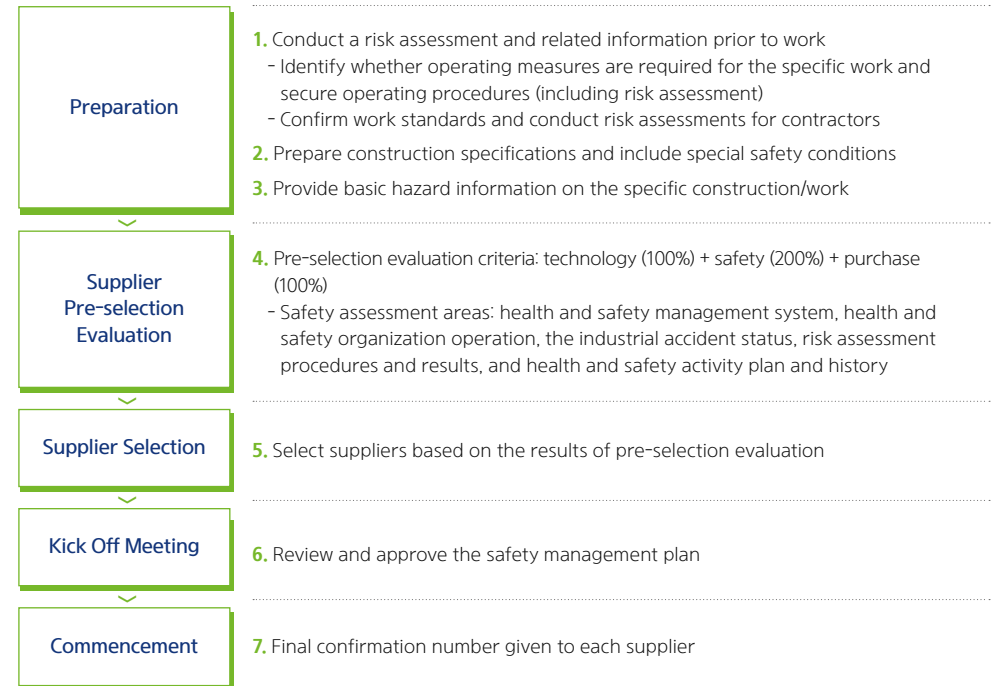 Preparation
1. Conduct a risk assessment and related information prior to work
- Identify whether operating measures are required for the specific work and
secure operating procedures (including risk assessment)
- Confirm work standards and conduct risk assessments for contractors
2. Prepare construction specifications and include special safety conditions
3. Provide basic hazard information on the specific construction/work
Supplier
Pre-selection
Evaluation
4. Pre-selection evaluation criteria: technology (100%) + safety (200%) + purchase
(100%)
- Safety assessment areas: health and safety management system, health and
safety organization operation, the industrial accident status, risk assessment
procedures and results, and health and safety activity plan and history
Supplier Selection
5. Select suppliers based on the results of pre-selection evaluation
Kick Off Meeting
6. Review and approve the safety management plan
Commencement
7. Final confirmation number given to each supplier